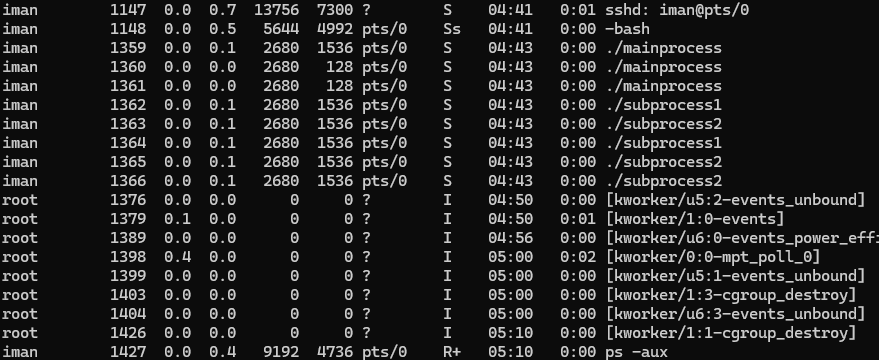 iman 1147 0.0 0.7 13756 7300 ? S 04:41 0:01 sshd: iman@pts/0
iman 1148 0.0 0.5 5644 4992 pts/0 Ss 04:41 0:00 -bash
iman 1359 0.0 0.1 2680 1536 pts/0 S 04:43 0:00 ./mainprocess
iman 1360 0.0 0.0 2680 128 pts/0 S 04:43 0:00 ./mainprocess
iman 1361 0.0 0.0 2680 128 pts/0 S 04:43 0:00 ./mainprocess
iman 1362 0.0 0.1 2680 1536 pts/0 S 04:43 0:00 ./subprocess1
iman 1363 0.0 0.1 2680 1536 pts/0 S 04:43 0:00 ./subprocess2
iman 1364 0.0 0.1 2680 1536 pts/0 S 04:43 0:00 ./subprocess1
iman 1365 0.0 0.1 2680 1536 pts/0 S 04:43 0:00 ./subprocess2
iman 1366 0.0 0.1 2680 1536 pts/0 S 04:43 0:00 ./subprocess2
root 1376 0.0 0.0 0 0 ? I 04:50 0:00 [kworker/u5:2-events_unbound]
root 1379 0.1 0.0 0 0 ? I 04:50 0:01 [kworker/1:0-events]
root 1389 0.0 0.0 0 0 ? I 04:56 0:00 [kworker/u6:0-events_power_effi
root 1398 0.4 0.0 0 0 ? I 05:00 0:02 [kworker/0:0-mpt_poll_0]
root 1399 0.0 0.0 0 0 ? I 05:00 0:00 [kworker/u5:1-events_unbound]
root 1403 0.0 0.0 0 0 ? I 05:00 0:00 [kworker/1:3-cgroup_destroy]
root 1404 0.0 0.0 0 0 ? I 05:00 0:00 [kworker/u6:3-events_unbound]
root 1426 0.0 0.0 0 0 ? I 05:10 0:00 [kworker/1:1-cgroup_destroy]
iman 1427 0.0 0.4 9192 4736 pts/0 R+ 05:10 0:00 ps -aux